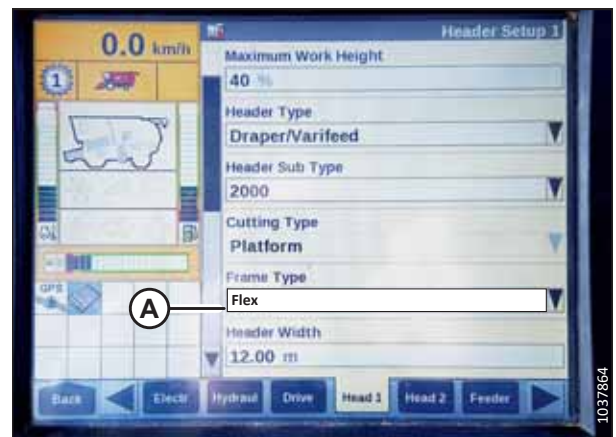 Header Setup 1
0.0 km/h
1
Maximum Work Height
40 %
Header Type
Draper/Varifeed
Header Sub Type
2000
Cutting Type
Platform
Frame Type
A
Flex
Header Width
12.00 m
GPS
Back
Electr
Hydraul
Drive
Head 1
Head 2
Feeder
1037864